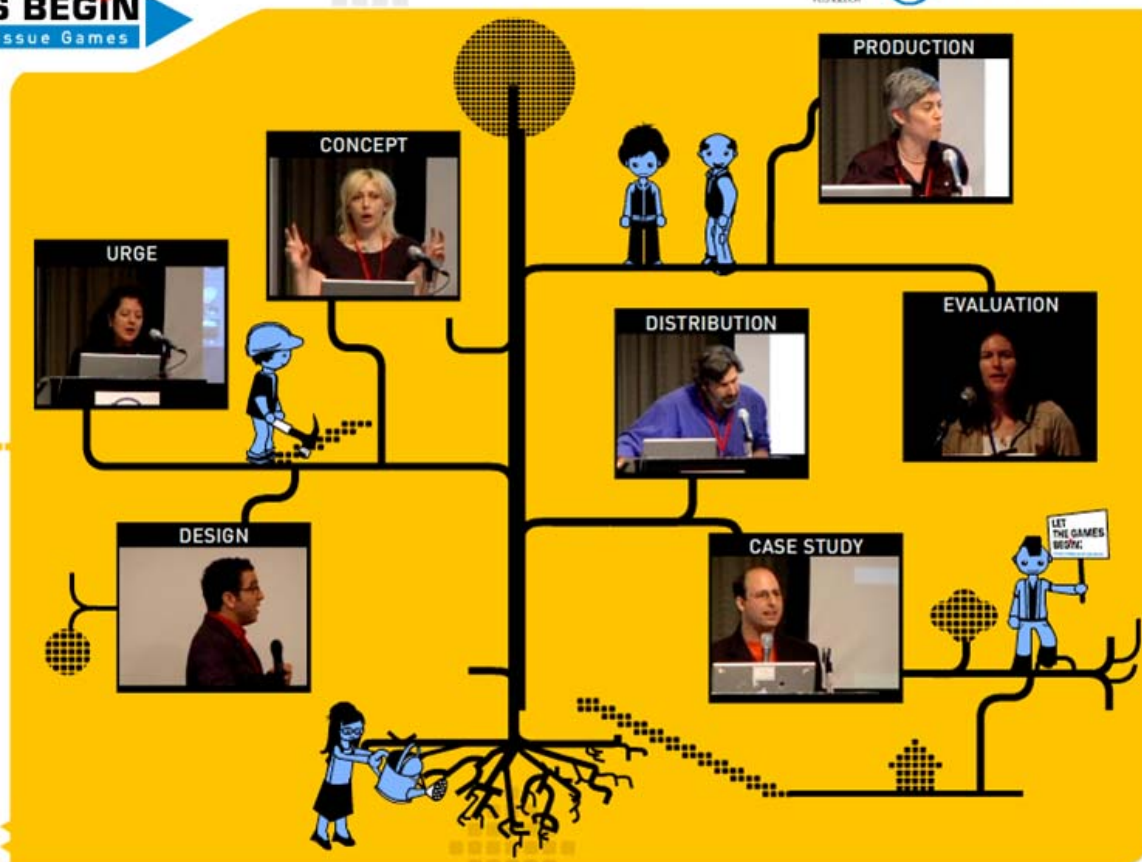 S BEGIN
ssue Games
PRODUCTION
CONCEPT
URGE
EVALUATION
DISTRIBUTION
LET
THE GAMES
BEGIN:
DESIGN
CASE STUDY